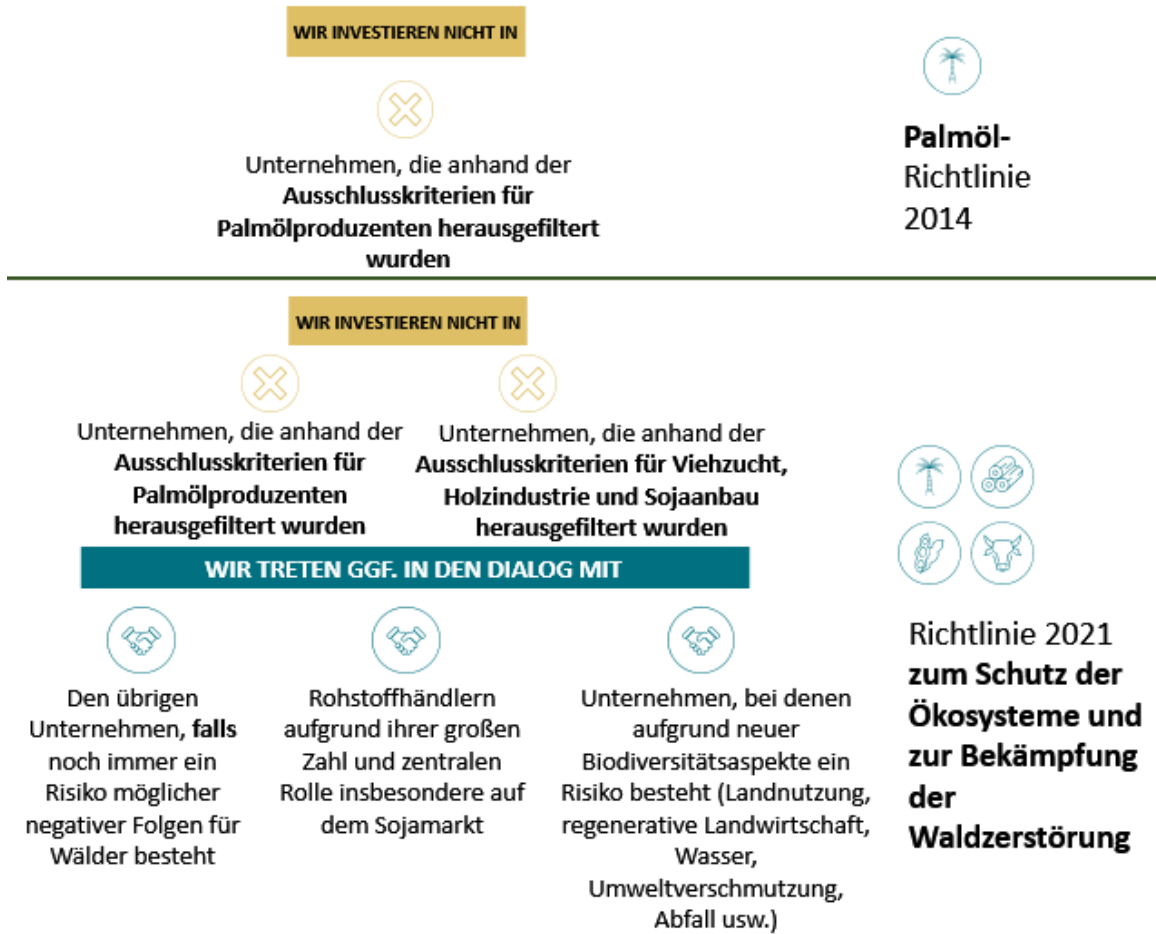 WIR INVESTIEREN NICHT IN
Unternehmen, die anhand der
Ausschlusskriterien für
Palmölproduzenten herausgefiltert
wurden
Palmöl-
Richtlinie
2014
WIR INVESTIEREN NICHT IN
Unternehmen, die anhand der
Ausschlusskriterien für
Palmölproduzenten
herausgefiltert wurden
Unternehmen, die anhand der
Ausschlusskriterien für Viehzucht,
Holzindustrie und Sojaanbau
herausgefiltert wurden
WIR TRETEN GGF. IN DEN DIALOG MIT
Den übrigen
Unternehmen, falls
noch immer ein
Risiko möglicher
negativer Folgen für
Wälder besteht
Rohstoffhändlern
aufgrund ihrer großen
Zahl und zentralen
Rolle insbesondere auf
dem Sojamarkt
Unternehmen, bei denen
aufgrund neuer
Biodiversitätsaspekte ein
Risiko besteht (Landnutzung,
regenerative Landwirtschaft,
Wasser,
Umweltverschmutzung,
Abfall usw.)
Richtlinie 2021
zum Schutz der
Ökosysteme und
zur Bekämpfung
der
Waldzerstörung